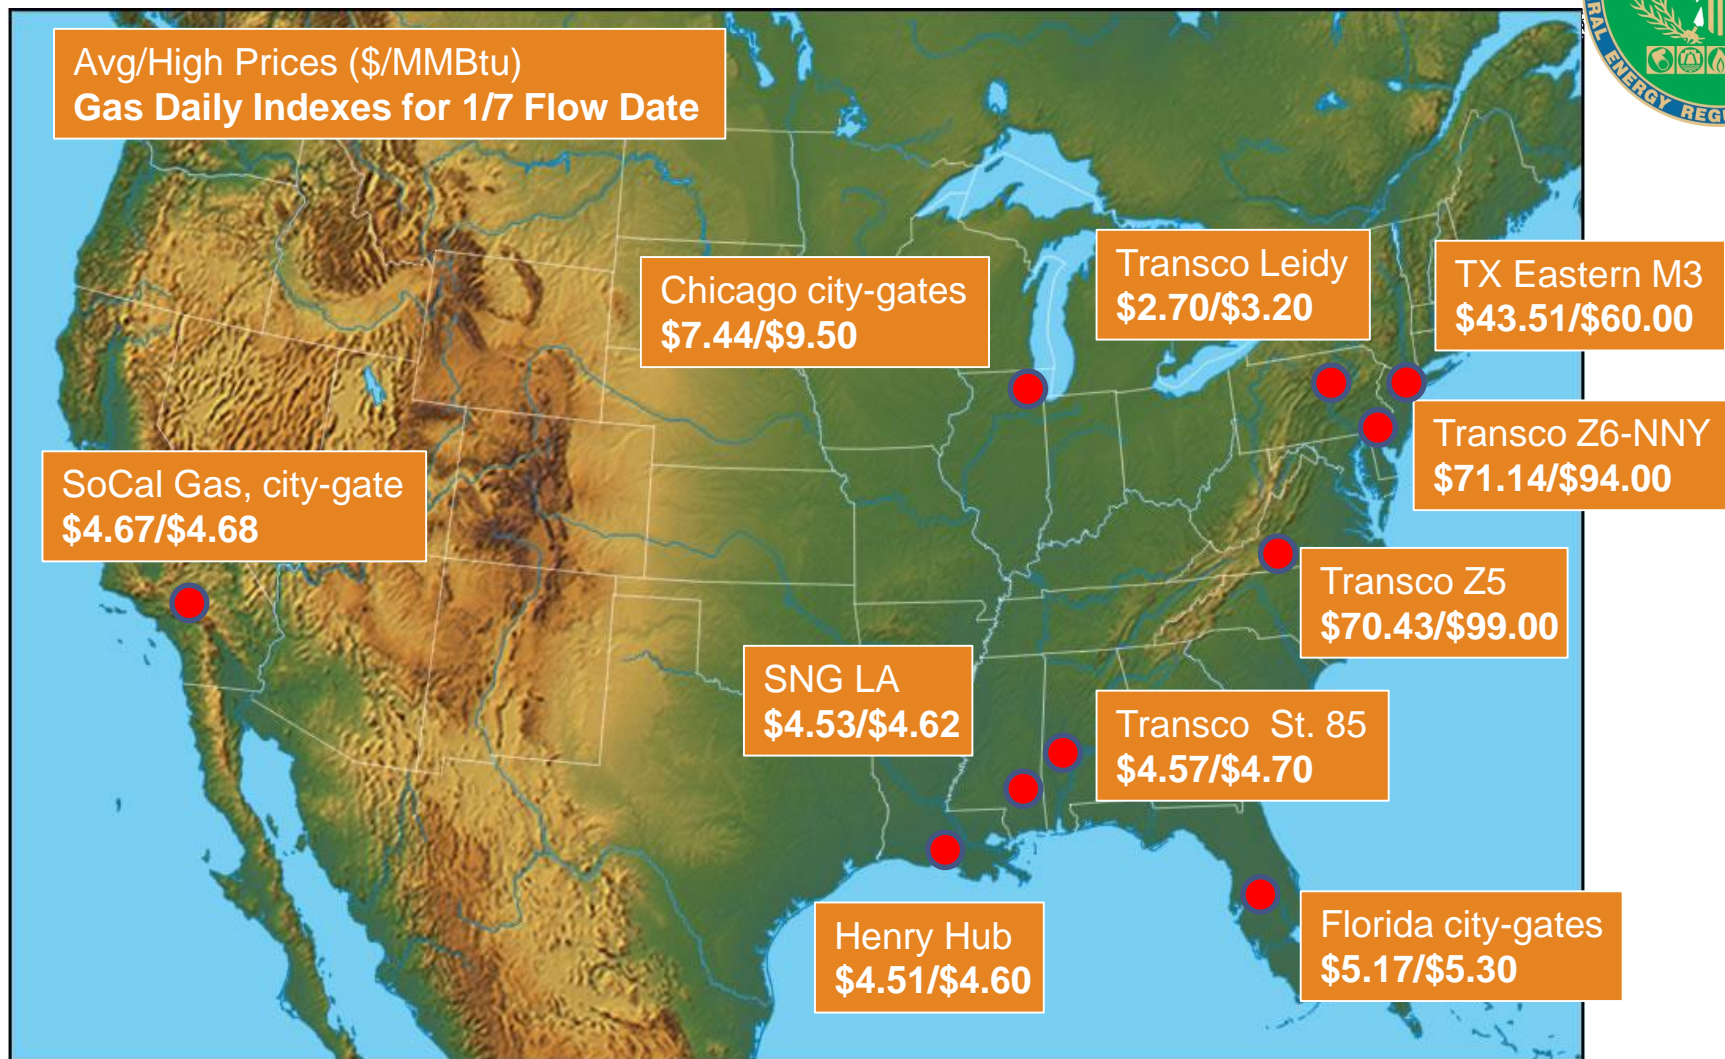 Avg/High Prices ($/MMBtu)
Gas Daily Indexes for 1/7 Flow Date
ENERGY
Chicago city-gates
$7.44/$9.50
Transco Leidy
$2.70/$3.20
TX Eastern M3
$43.51/$60.00
Transco Z6-NNY
$71.14/$94.00
SoCal Gas, city-gate
$4.67/$4.68
Transco Z5
$70.43/$99.00
SNG LA
$4.53/$4.62
Transco St. 85
$4.57/$4.70
Henry Hub
$4.51/$4.60
Florida city-gates
$5.17/$5.30